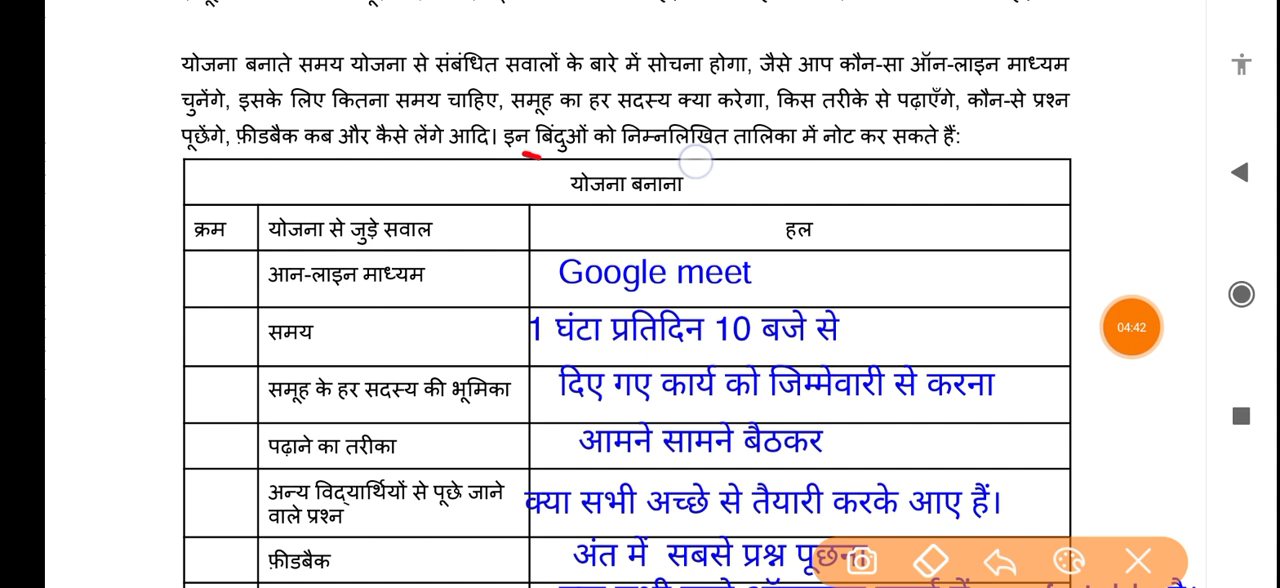 योजना बनाते समय योजना से संबंधित सवालों के बारे में सोचना होगा, जैसे आप कौन-सा ऑन-लाइन माध्यम
चुनेंगे, इसके लिए कितना समय चाहिए, समूह का हर सदस्य क्या करेगा, किस तरीके से पढ़ाएँगे, कौन-से प्रश्न
पूछेंगे, फ़ीडबैक कब और कैसे लेंगे आदि। इन बिंदुओं को निम्नलिखित तालिका में नोट कर सकते हैं:
योजना बनाना
क्रम योजना से जुड़े सवाल हल
आन-लाइन माध्यम Google meet
समय 1 घंटा प्रतिदिन 10 बजे से
04:42
समूह के हर सदस्य की भूमिका दिए गए कार्य को जिम्मेवारी से करना
पढ़ाने का तरीका आमने सामने बैठकर
अन्य विद्यार्थियों से पूछे जाने
वाले प्रश्न क्या सभी अच्छे से तैयारी करके आए हैं।
फ़ीडबैक अंत में सबसे प्रश्न पूछना